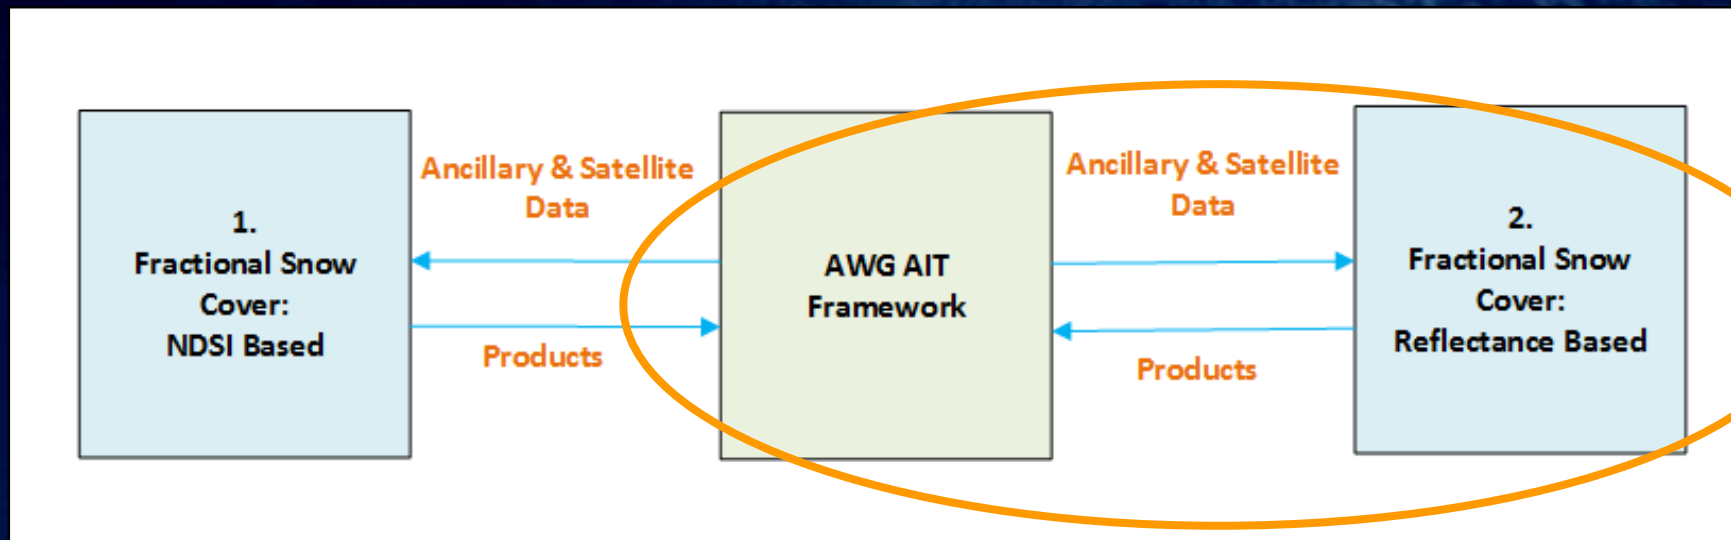 1.
Fractional Snow
Cover:
NDSI Based
Ancillary & Satellite
Data
Products
AWG AIT
Framework
Ancillary & Satellite
Data
Products
2.
Fractional Snow
Cover:
Reflectance Based